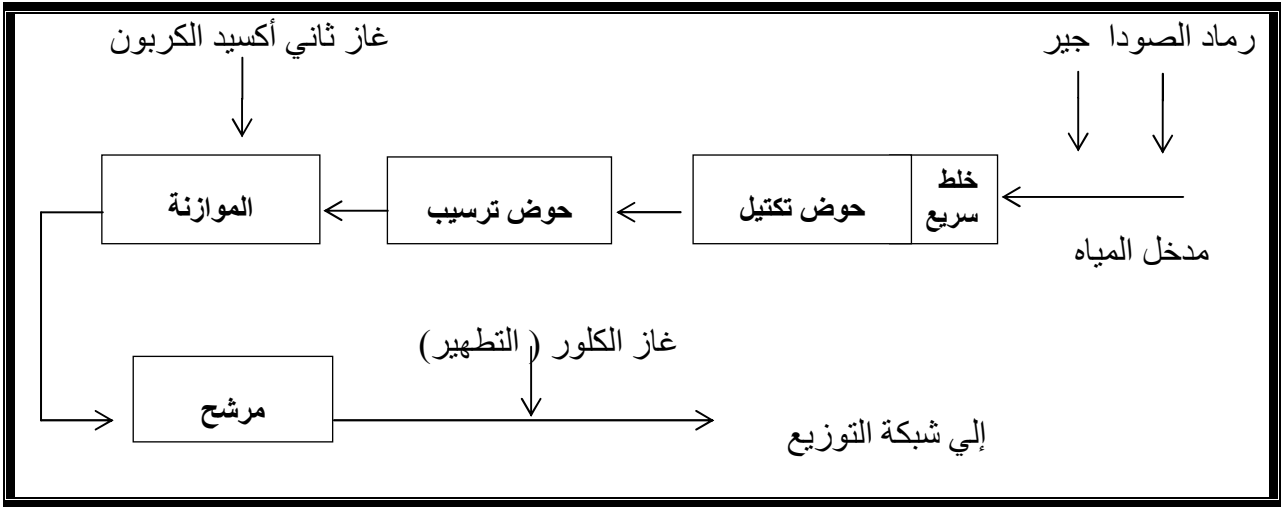 رماد الصودا جير
غاز ثاني أكسيد الكربون
خلط
سريع
حوض تكتيل
حوض ترسيب
الموازنة
مدخل المياه
غاز الكلور ( التطهير)
مرشح
إلي شبكة التوزيع